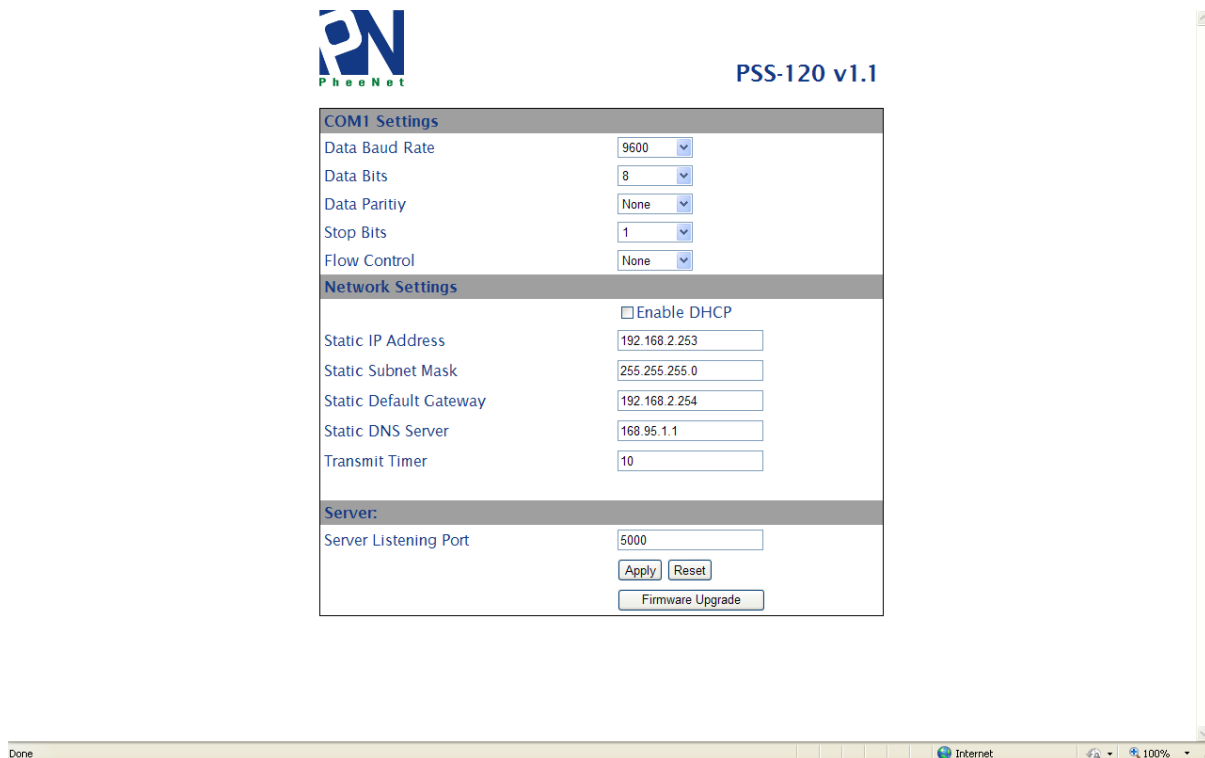 PN
PheeNet
PSS-120 v1.1
COM1 Settings
Data Baud Rate 9600
Data Bits 8
Data Paritiy None
Stop Bits 1
Flow Control None
Network Settings
Enable DHCP
Static IP Address 192.168.2.253
Static Subnet Mask 255.255.255.0
Static Default Gateway 192.168.2.254
Static DNS Server 168.95.1.1
Transmit Timer 10
Server:
Server Listening Port 5000
Apply Reset
Firmware Upgrade
Done Internet 100%